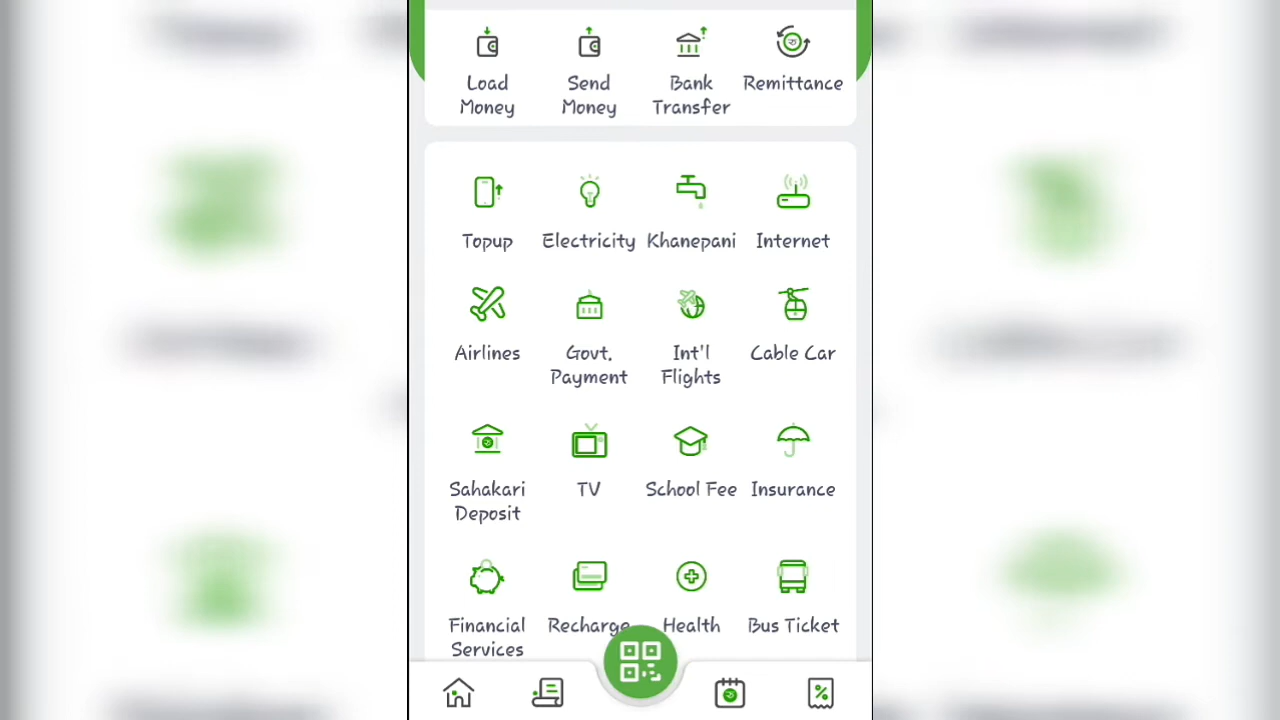 Load Send Bank Remittance
Money Money Transfer
Topup Electricity Khanepani Internet
Airlines Govt. Int'l Cable Car
Payment Flights
Sahakari TV School Fee Insurance
Deposit
Financial Recharge Health Bus Ticket
Services